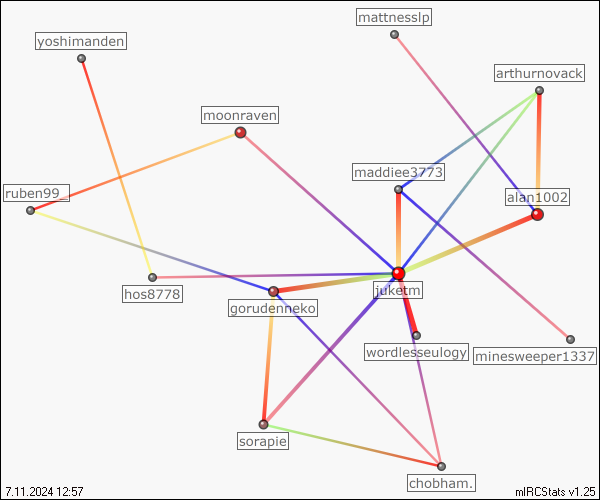 mattnesslp
yoshimanden
arthurnovack
moonraven
maddiee3773
ruben99_
alan1002
hos8778
juketm
gorudenneko
wordlesseulogy
minesweeper1337
sorapie
chobham.
7.11.2024 12:57
mIRCStats v1.25